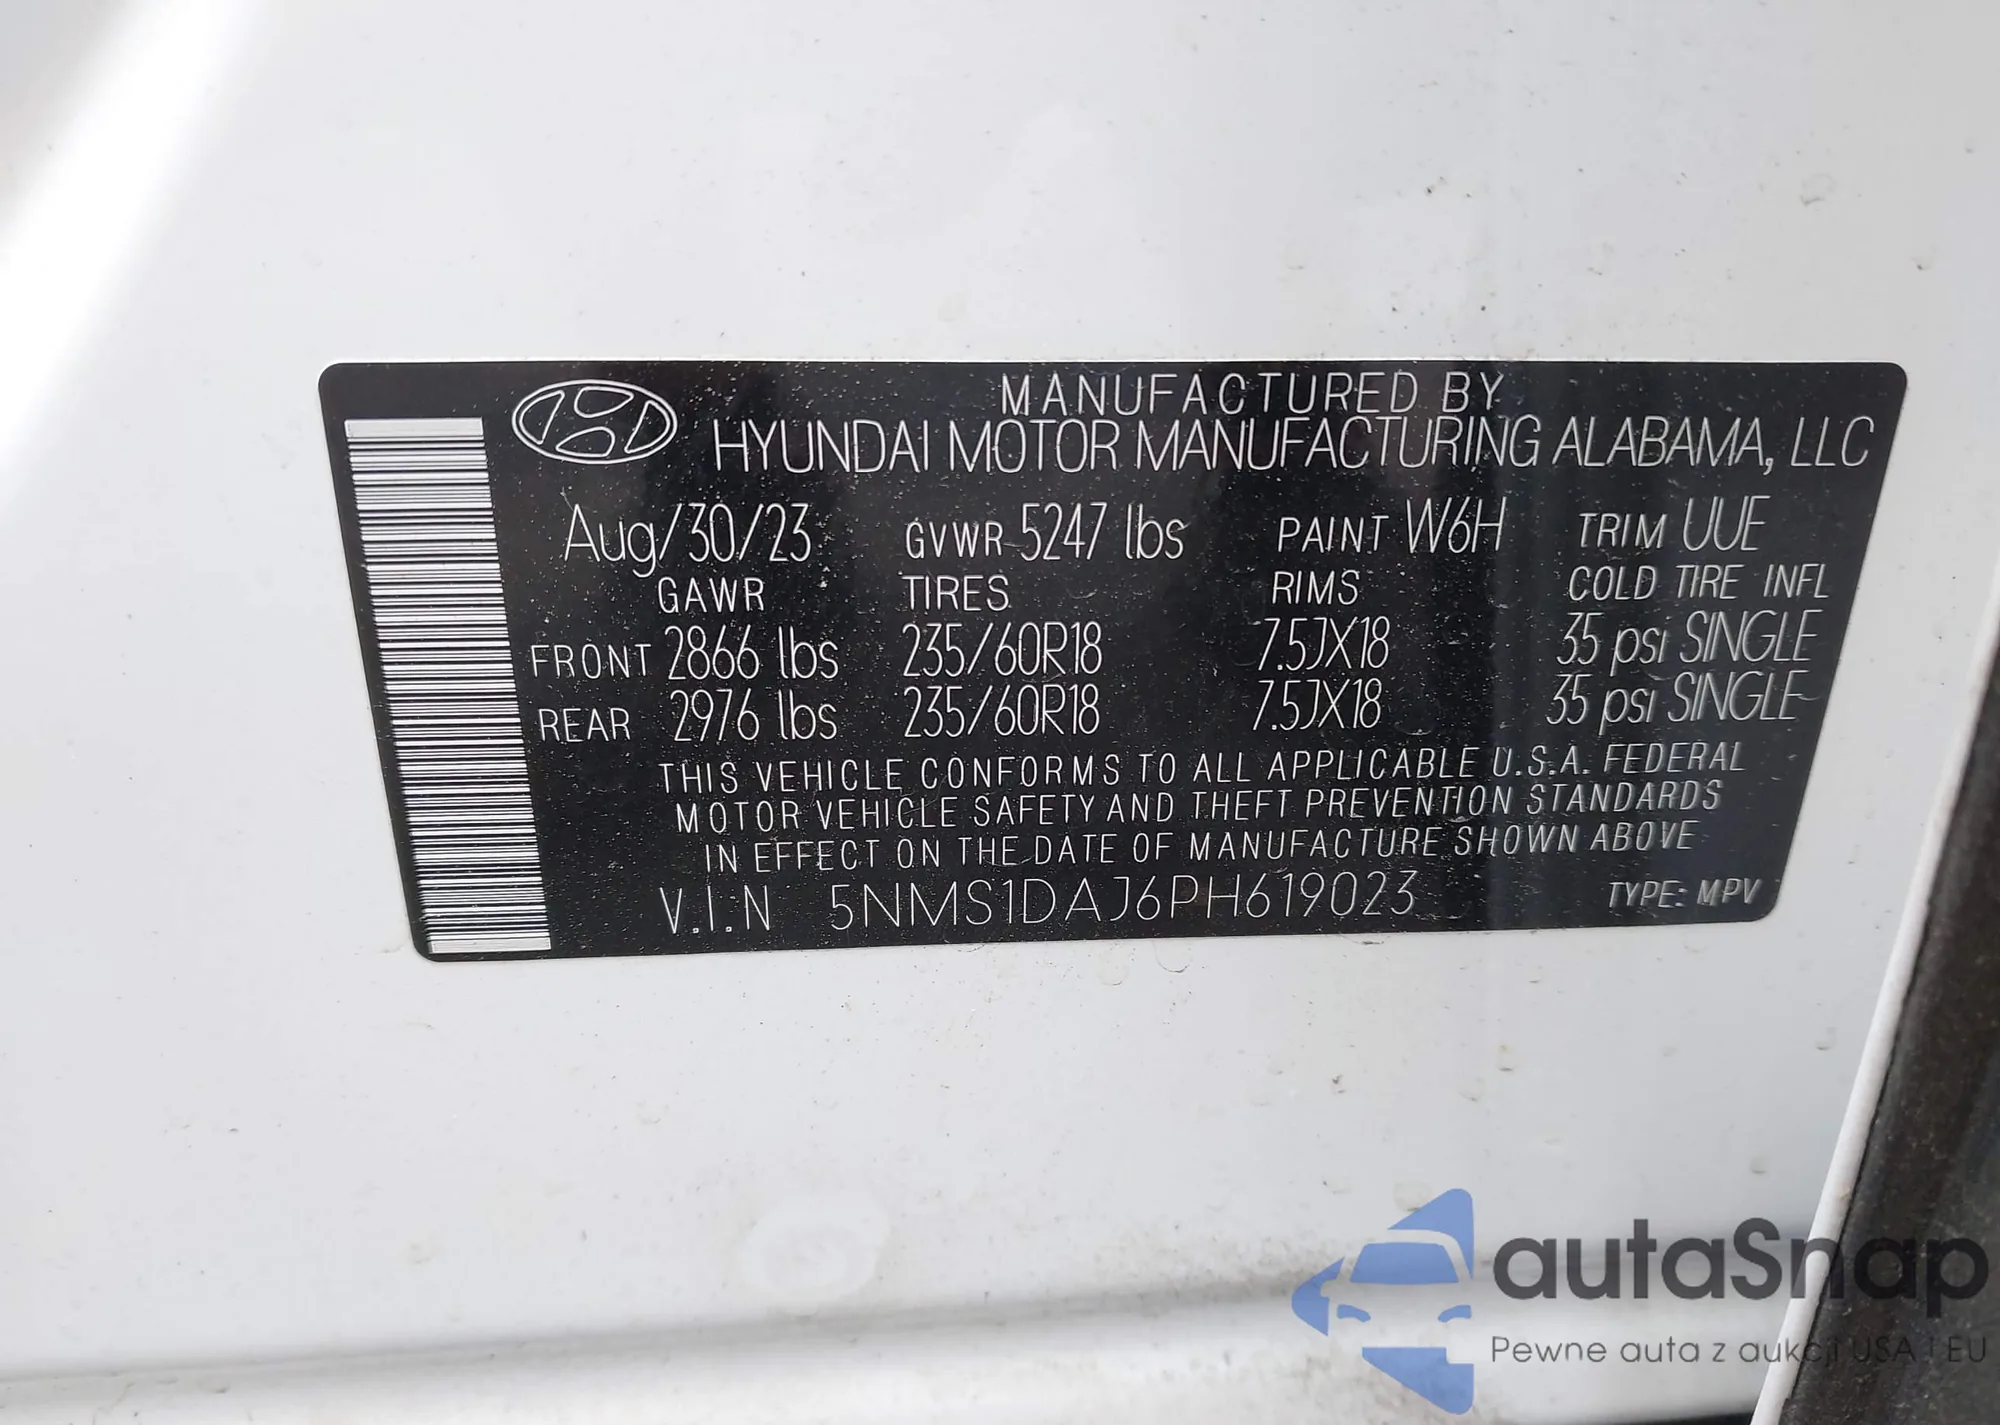 MANUFACTURED BY
HYUNDAI MOTOR MANUFACTURING ALABAMA, LLC
Aug/30/23 GVWR 5247 lbs PAINT W6H TRIM UUE
GAWR TIRES RIMS COLD TIRE INFL
FRONT 2866 lbs 235/60R18 7.5JX18 35 psi SINGLE
REAR 2976 lbs 235/60R18 7.5JX18 35 psi SINGLE
THIS VEHICLE CONFORMS TO ALL APPLICABLE U.S.A. FEDERAL
MOTOR VEHICLE SAFETY AND THEFT PREVENTION STANDARDS
IN EFFECT ON THE DATE OF MANUFACTURE SHOWN ABOVE
V.I.N 5NMS1DAJ6PH619023 TYPE: MPV
autaSnap
Pewne auta z aukcji USA i EU